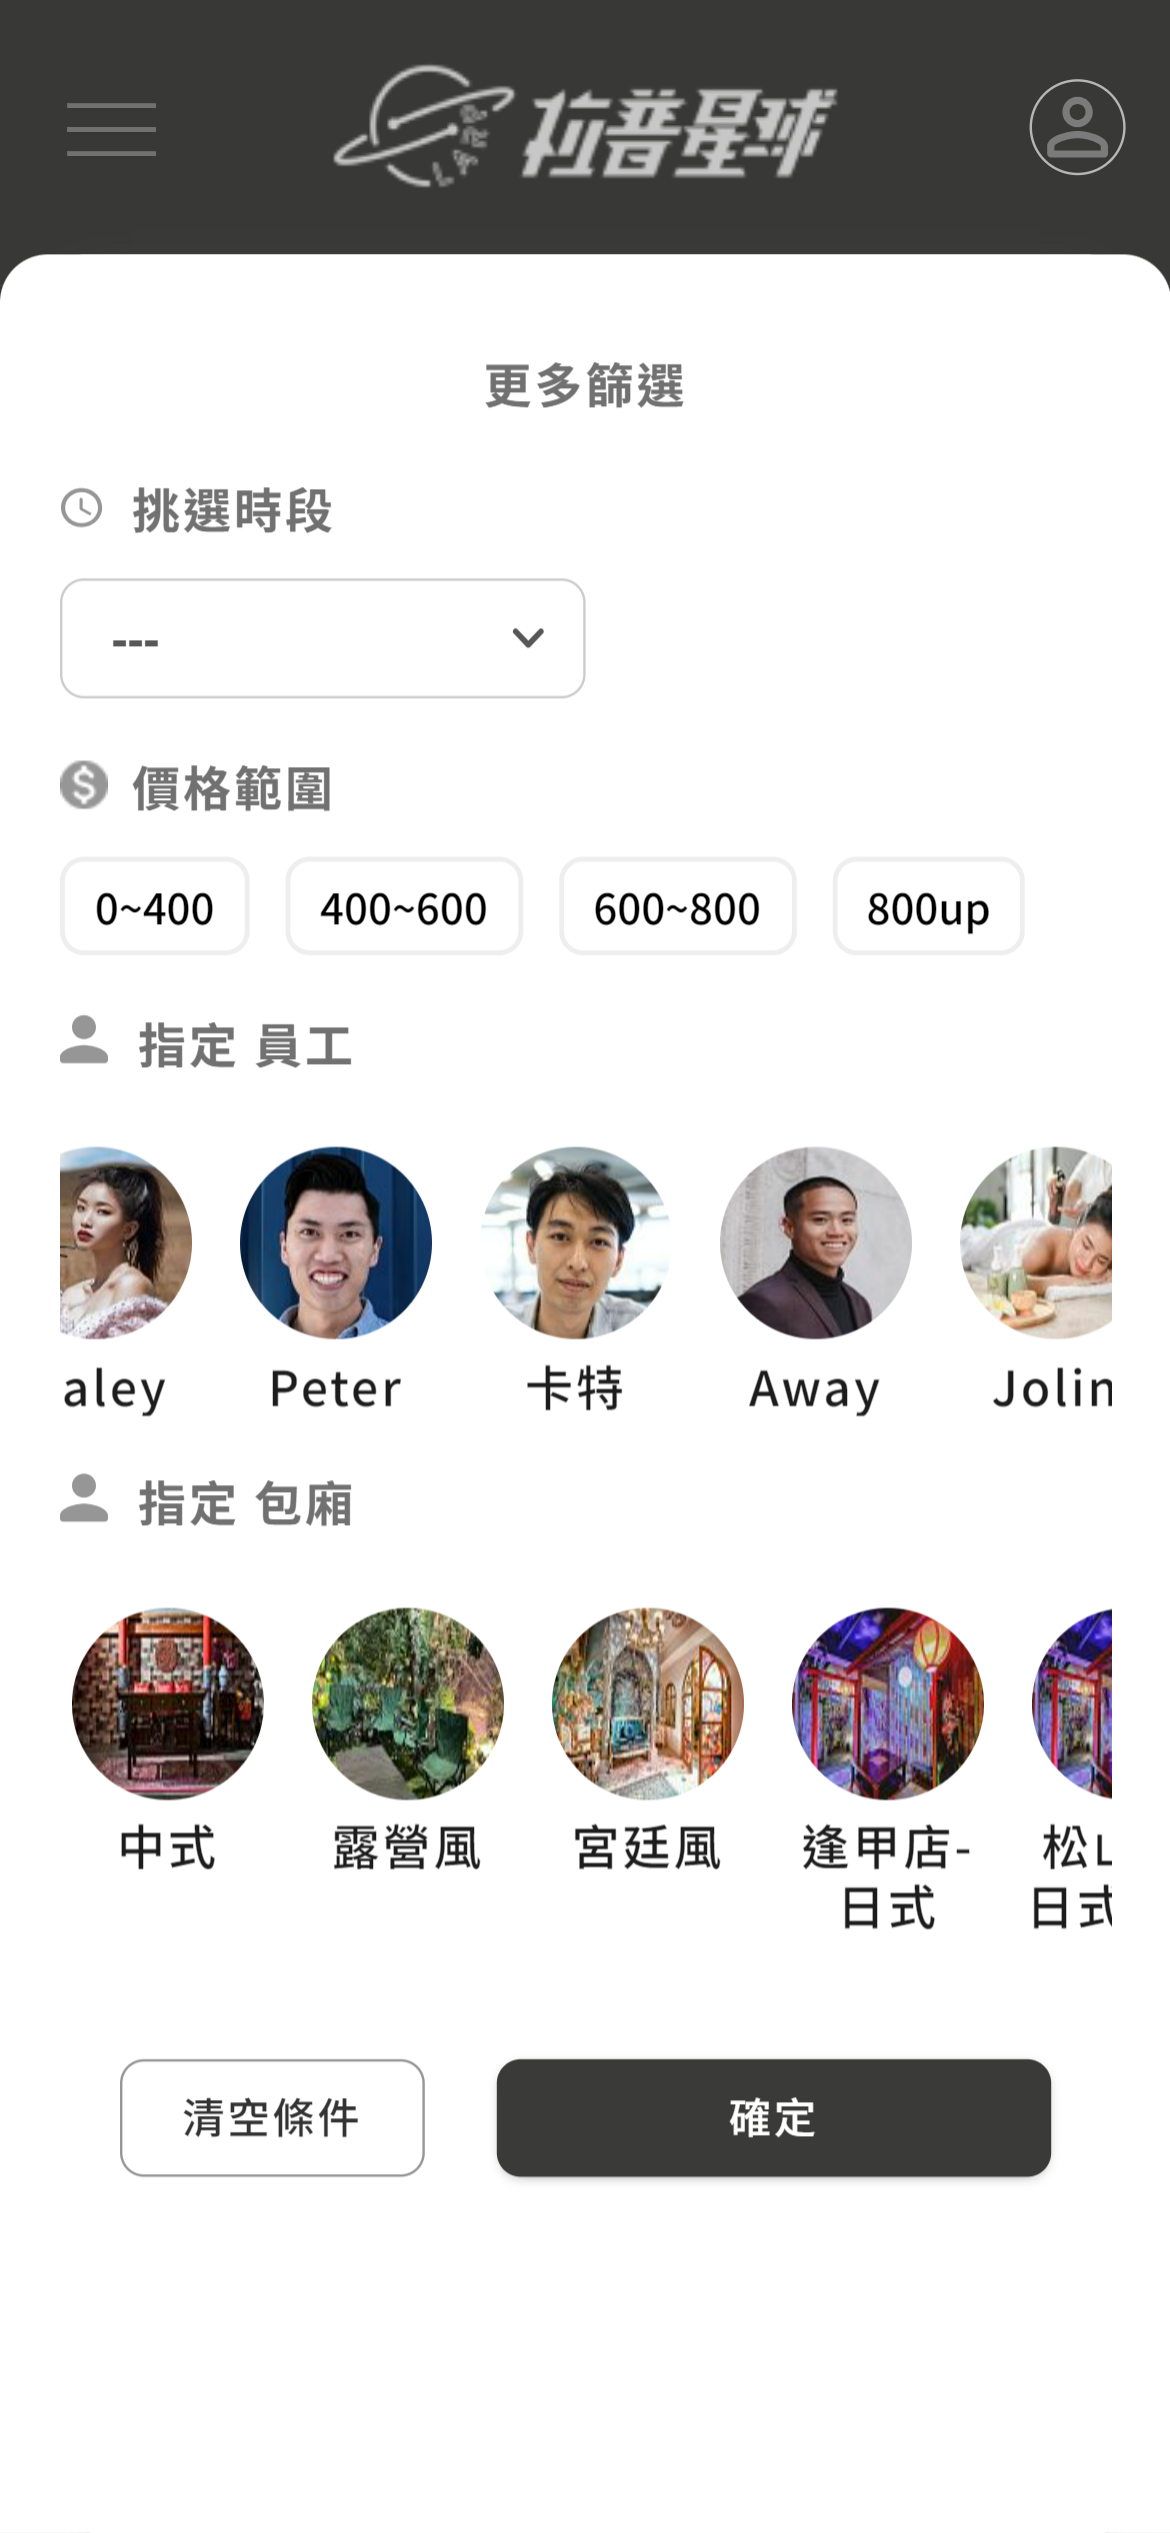 拉普星球
更多篩選
挑選時段
---
價格範圍
0~400 400~600 600~800 800up
指定 員工
aley Peter 卡特 Away Jolin
指定 包廂
中式 露營風 宮廷風 逢甲店- 松
日式 日式
清空條件 確定